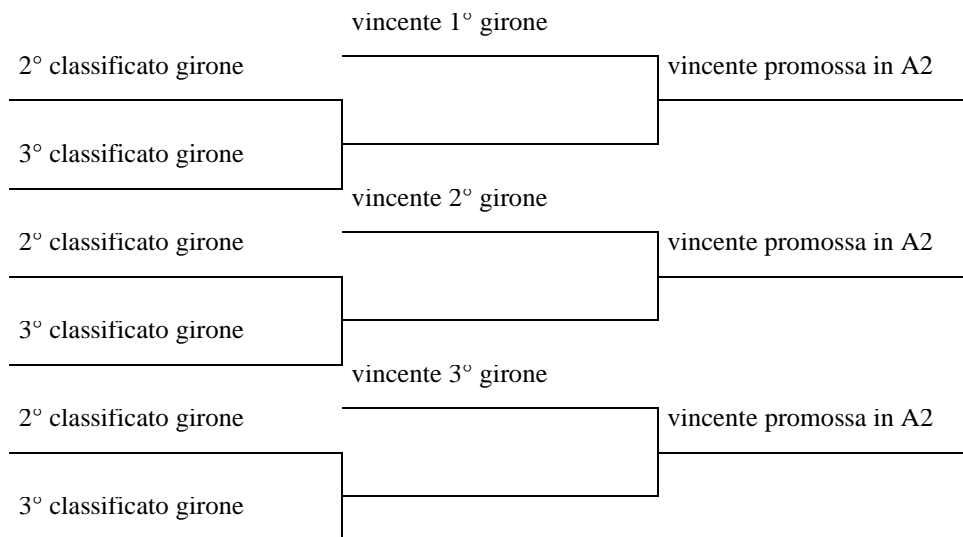 vincente 1° girone
2° classificato girone
vincente promossa in A2
3° classificato girone
vincente 2° girone
2° classificato girone
vincente promossa in A2
3° classificato girone
vincente 3° girone
2° classificato girone
vincente promossa in A2
3° classificato girone